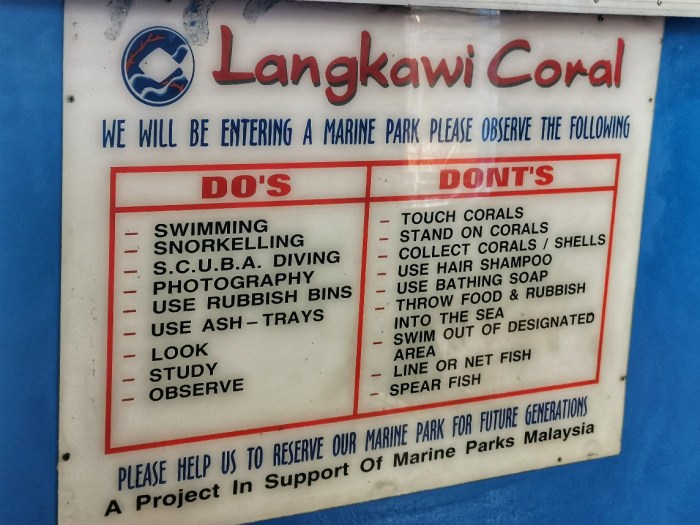 Langkawi Coral
WE WILL BE ENTERING A MARINE PARK PLEASE OBSERVE THE FOLLOWING
DO'S
– SWIMMING
– SNORKELLING
– S.C.U.B.A. DIVING
– PHOTOGRAPHY
– USE RUBBISH BINS
– USE ASH – TRAYS
– LOOK
– STUDY
– OBSERVE
DONT'S
– TOUCH CORALS
– STAND ON CORALS
– COLLECT CORALS / SHELLS
– USE HAIR SHAMPOO
– USE BATHING SOAP
– THROW FOOD & RUBBISH
INTO THE SEA
– SWIM OUT OF DESIGNATED
AREA
– LINE OR NET FISH
– SPEAR FISH
PLEASE HELP US TO RESERVE OUR MARINE PARK FOR FUTURE GENERATIONS
A Project In Support Of Marine Parks Malaysia